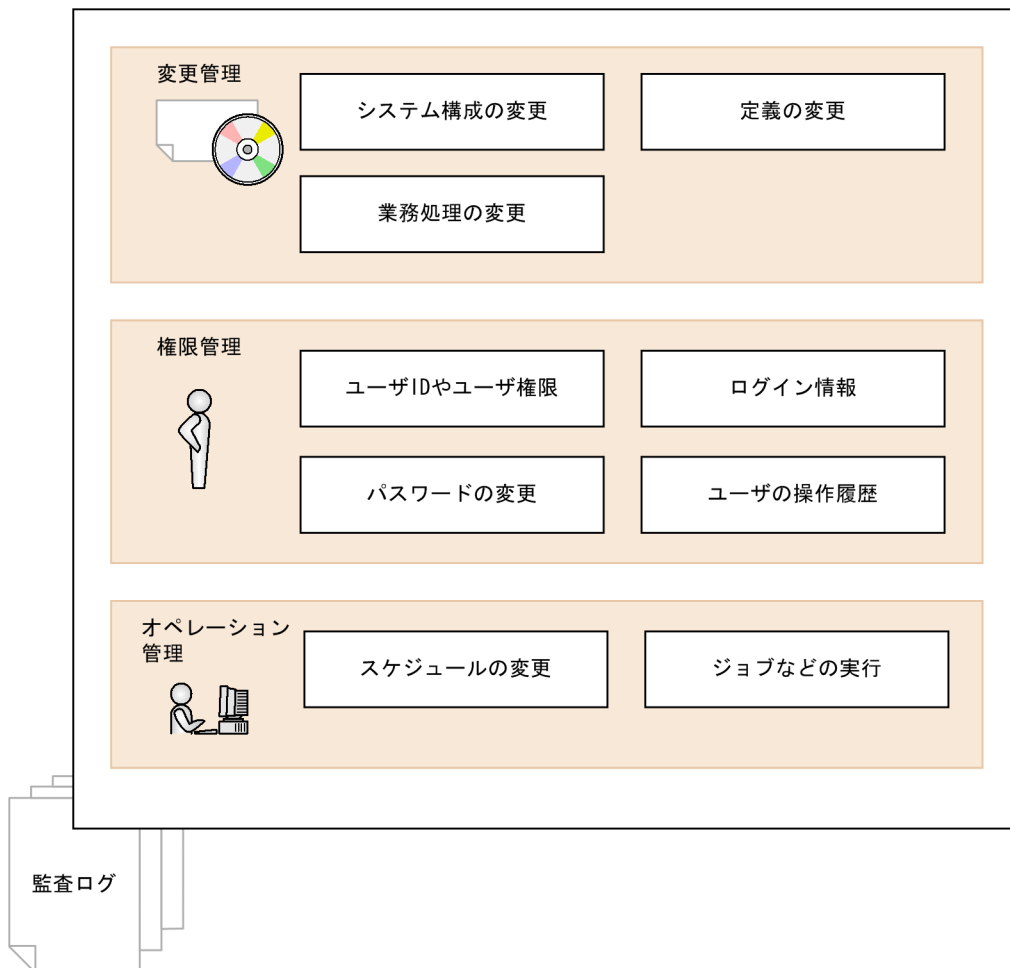 変更管理
システム構成の変更
定義の変更
業務処理の変更
権限管理
ユーザIDやユーザ権限
ログイン情報
パスワードの変更
ユーザの操作履歴
オペレーション
管理
スケジュールの変更
ジョブなどの実行
監査ログ